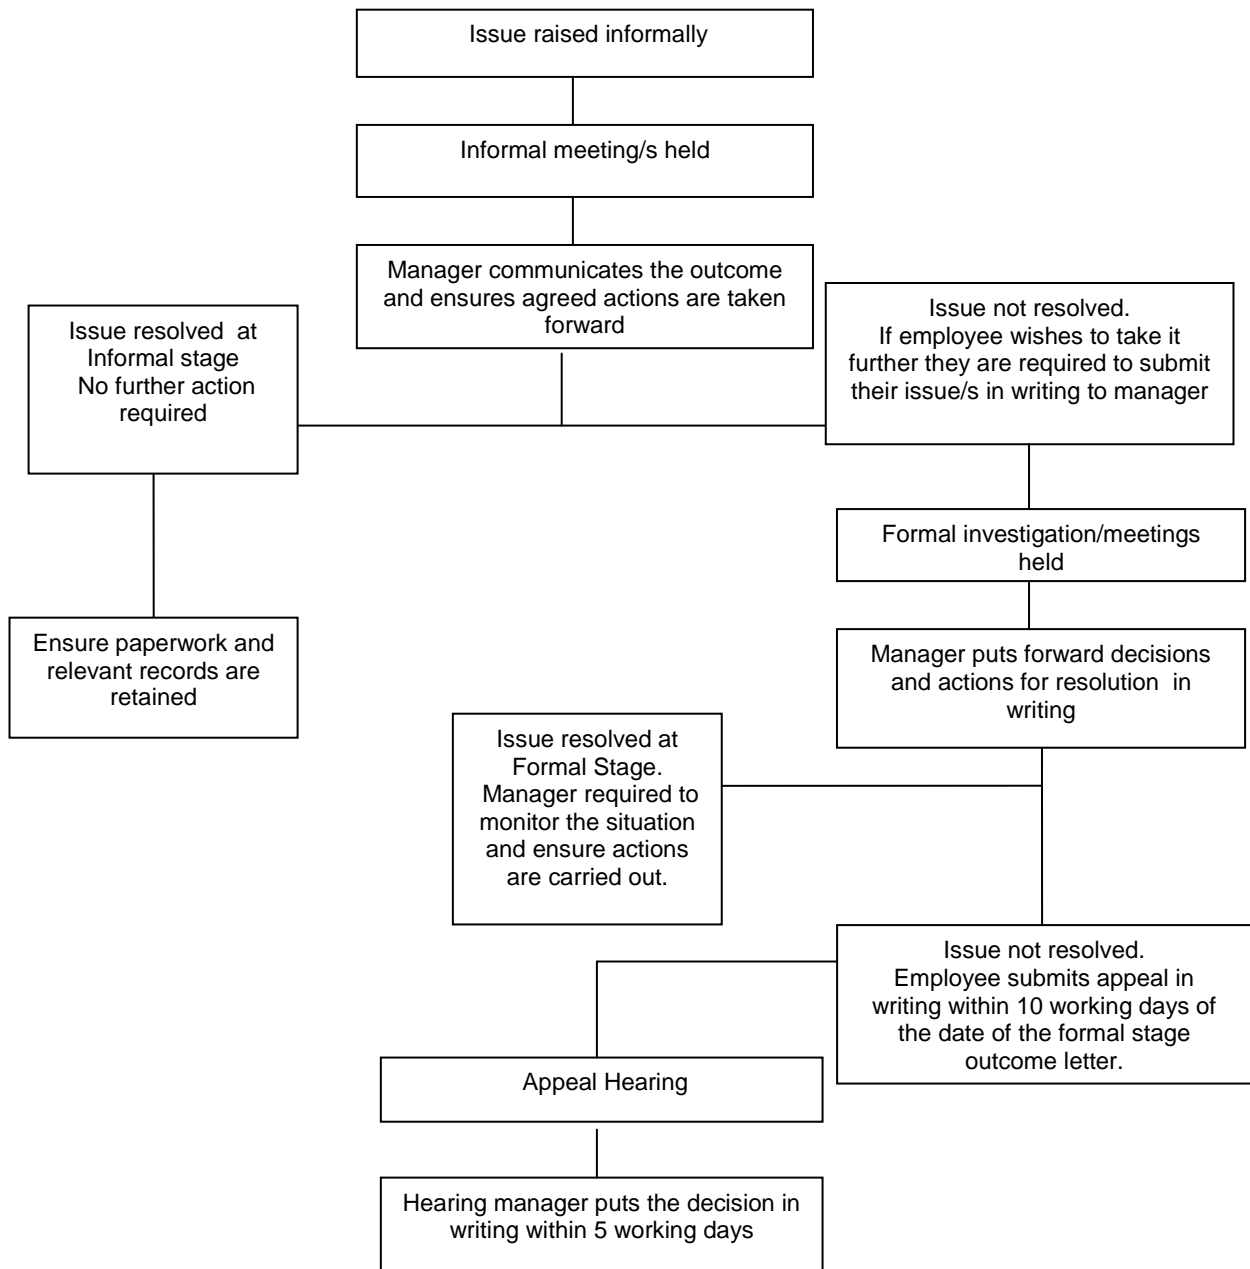 Issue raised informally
Informal meeting/s held
Manager communicates the outcome
and ensures agreed actions are taken
forward
Issue resolved  at
Informal stage
No further action
required
Issue not resolved.
If employee wishes to take it
further they are required to submit
their issue/s in writing to manager
Ensure paperwork and
relevant records are
retained
Formal investigation/meetings
held
Manager puts forward decisions
and actions for resolution  in
writing
Issue resolved at
Formal Stage.
Manager required to
monitor the situation
and ensure actions
are carried out.
Issue not resolved.
Employee submits appeal in
writing within 10 working days of
the date of the formal stage
outcome letter.
Appeal Hearing
Hearing manager puts the decision in
writing within 5 working days